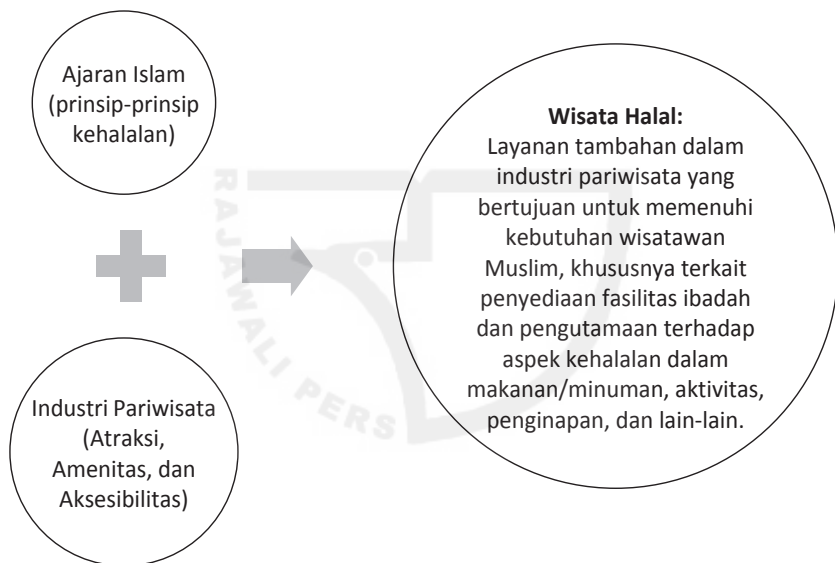 Ajaran Islam
(prinsip-prinsip
kehalalan)
Industri Pariwisata
(Atraksi,
Amenitas, dan
Aksesibilitas)
Wisata Halal:
Layanan tambahan dalam
industri pariwisata yang
bertujuan untuk memenuhi
kebutuhan wisatawan
Muslim, khususnya terkait
penyediaan fasilitas ibadah
dan pengutamaan terhadap
aspek kehalalan dalam
makanan/minuman, aktivitas,
penginapan, dan lain-lain.
RAJAWALI PERS